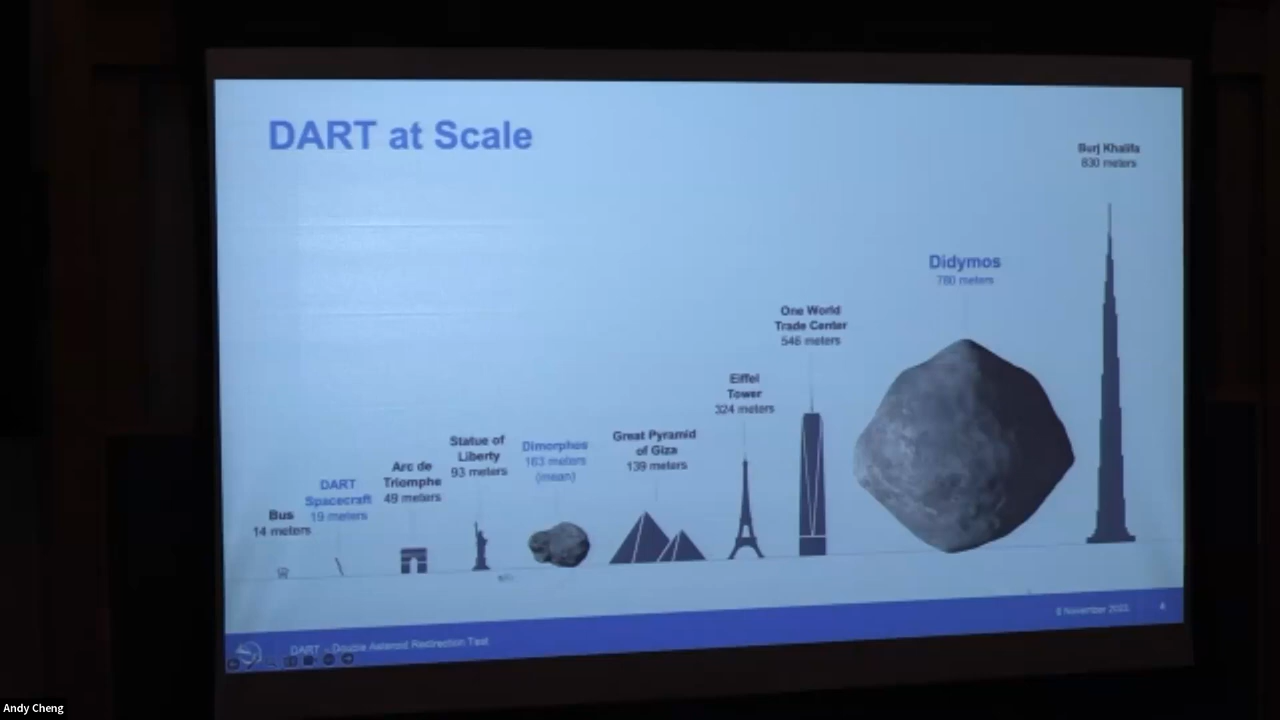 DART at Scale
Burj Khalifa
830 meters
Didymos
780 meters
One World
Trade Center
546 meters
Eiffel
Tower
324 meters
Great Pyramid
of Giza
139 meters
Dimorphos
163 meters
(mean)
Statue of
Liberty
93 meters
Arc de
Triomphe
49 meters
DART
Spacecraft
19 meters
Bus
14 meters
DART - Double Asteroid Redirection Test
November
4
Andy Cheng